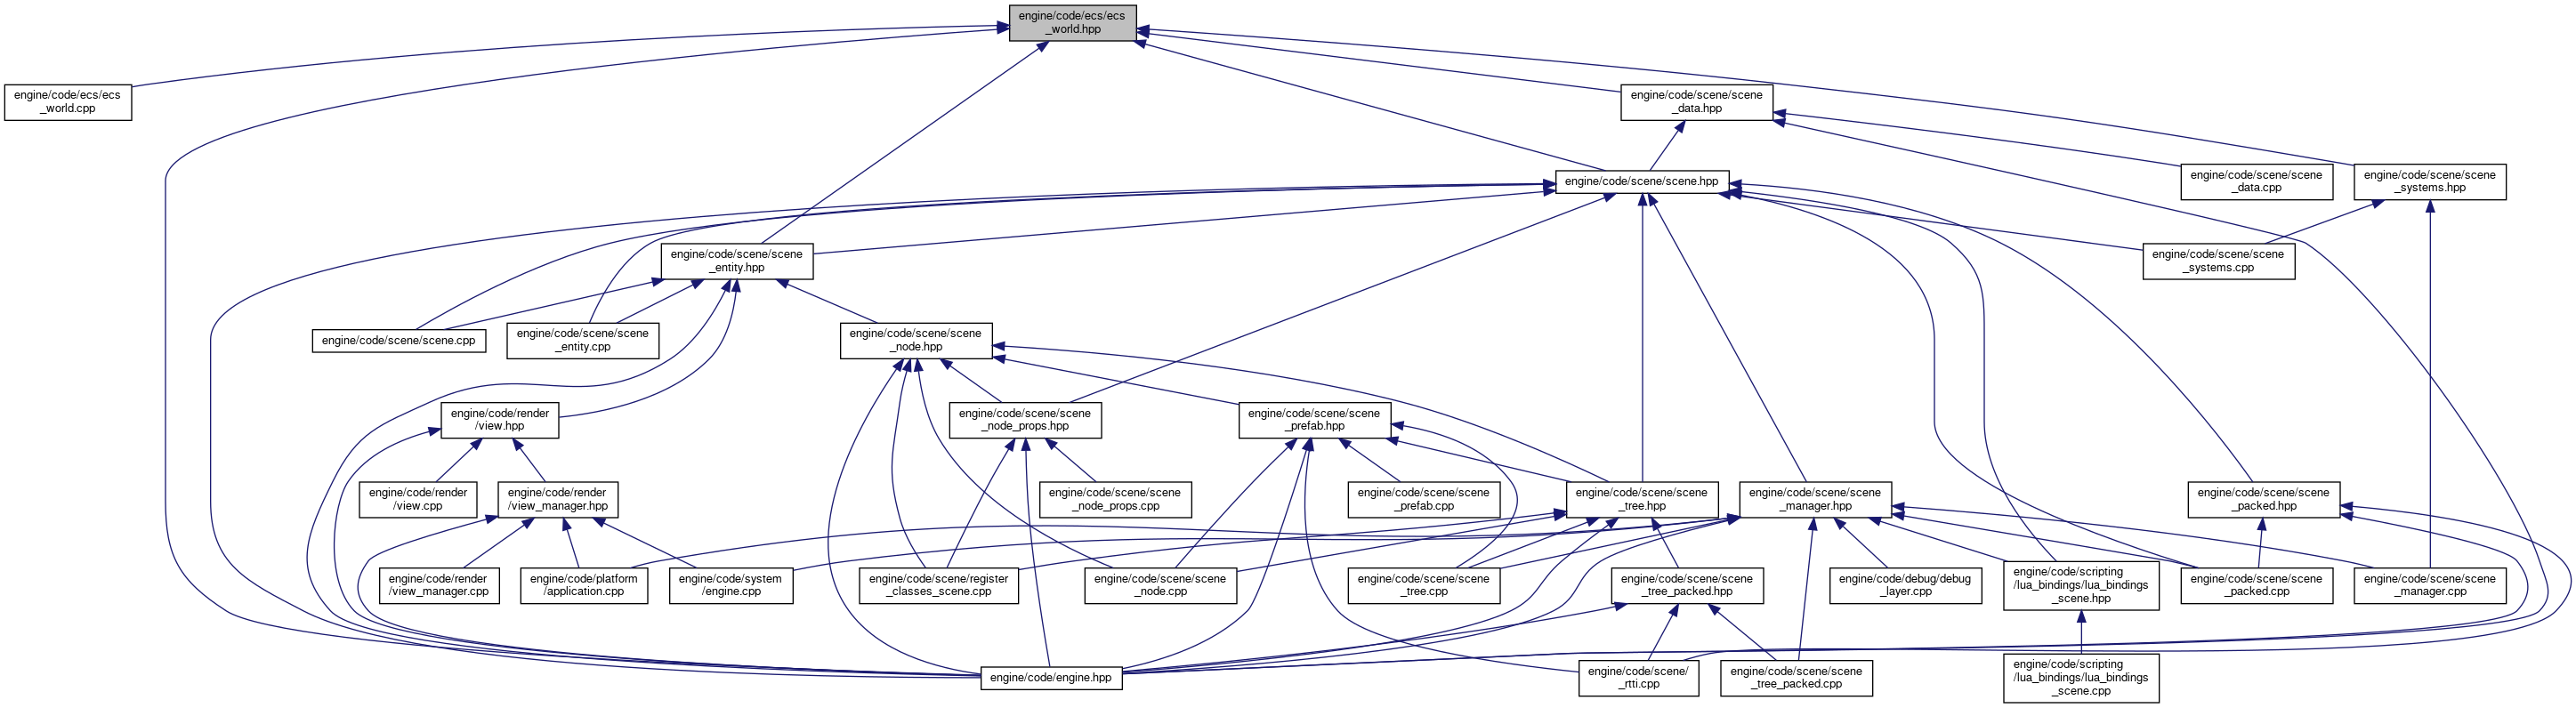 engine/code/ecs/ecs
_world.hpp
engine/code/ecs/ecs
_world.cpp
engine/code/scene/scene
_data.hpp
engine/code/scene/scene.hpp
engine/code/scene/scene
_data.cpp
engine/code/scene/scene
_systems.hpp
engine/code/scene/scene
_entity.hpp
engine/code/scene/scene
_systems.cpp
engine/code/scene/scene.cpp
engine/code/scene/scene
_entity.cpp
engine/code/scene/scene
_node.hpp
engine/code/render
/view.hpp
engine/code/scene/scene
_node_props.hpp
engine/code/scene/scene
_prefab.hpp
engine/code/render
/view.cpp
engine/code/render
/view_manager.hpp
engine/code/scene/scene
_node_props.cpp
engine/code/scene/scene
_prefab.cpp
engine/code/scene/scene
_tree.hpp
engine/code/scene/scene
_manager.hpp
engine/code/scene/scene
_packed.hpp
engine/code/render
/view_manager.cpp
engine/code/platform
/application.cpp
engine/code/system
/engine.cpp
engine/code/scene/register
_classes_scene.cpp
engine/code/scene/scene
_node.cpp
engine/code/scene/scene
_tree.cpp
engine/code/scene/scene
_tree_packed.hpp
engine/code/debug/debug
_layer.cpp
engine/code/scripting
/lua_bindings/lua_bindings
_scene.hpp
engine/code/scene/scene
_packed.cpp
engine/code/scene/scene
_manager.cpp
engine/code/engine.hpp
engine/code/scene/
_rtti.cpp
engine/code/scene/scene
_tree_packed.cpp
engine/code/scripting
/lua_bindings/lua_bindings
_scene.cpp